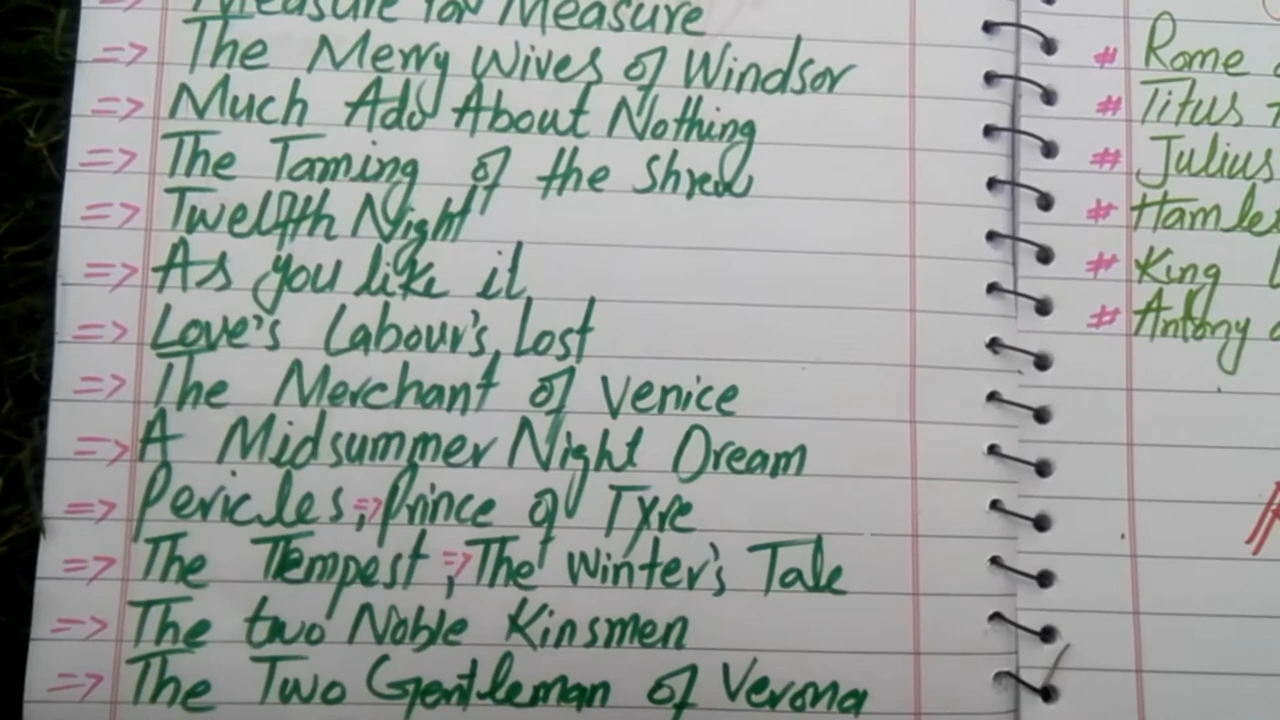 => Measure for Measure
=> The Merry Wives of Windsor
=> Much Ado About Nothing
=> The Taming of the Shrew
=> Twelfth Night
=> As you like it
=> Love's Labour's Lost
=> The Merchant of Venice
=> A Midsummer Night Dream
=> Pericles, => Prince of Tyre
=> The Tempest, => The Winter's Tale
=> The two Noble Kinsmen
=> The Two Gentleman of Verona
# Rome
# Titus
# Julius
# Hamle
# King
# Antony